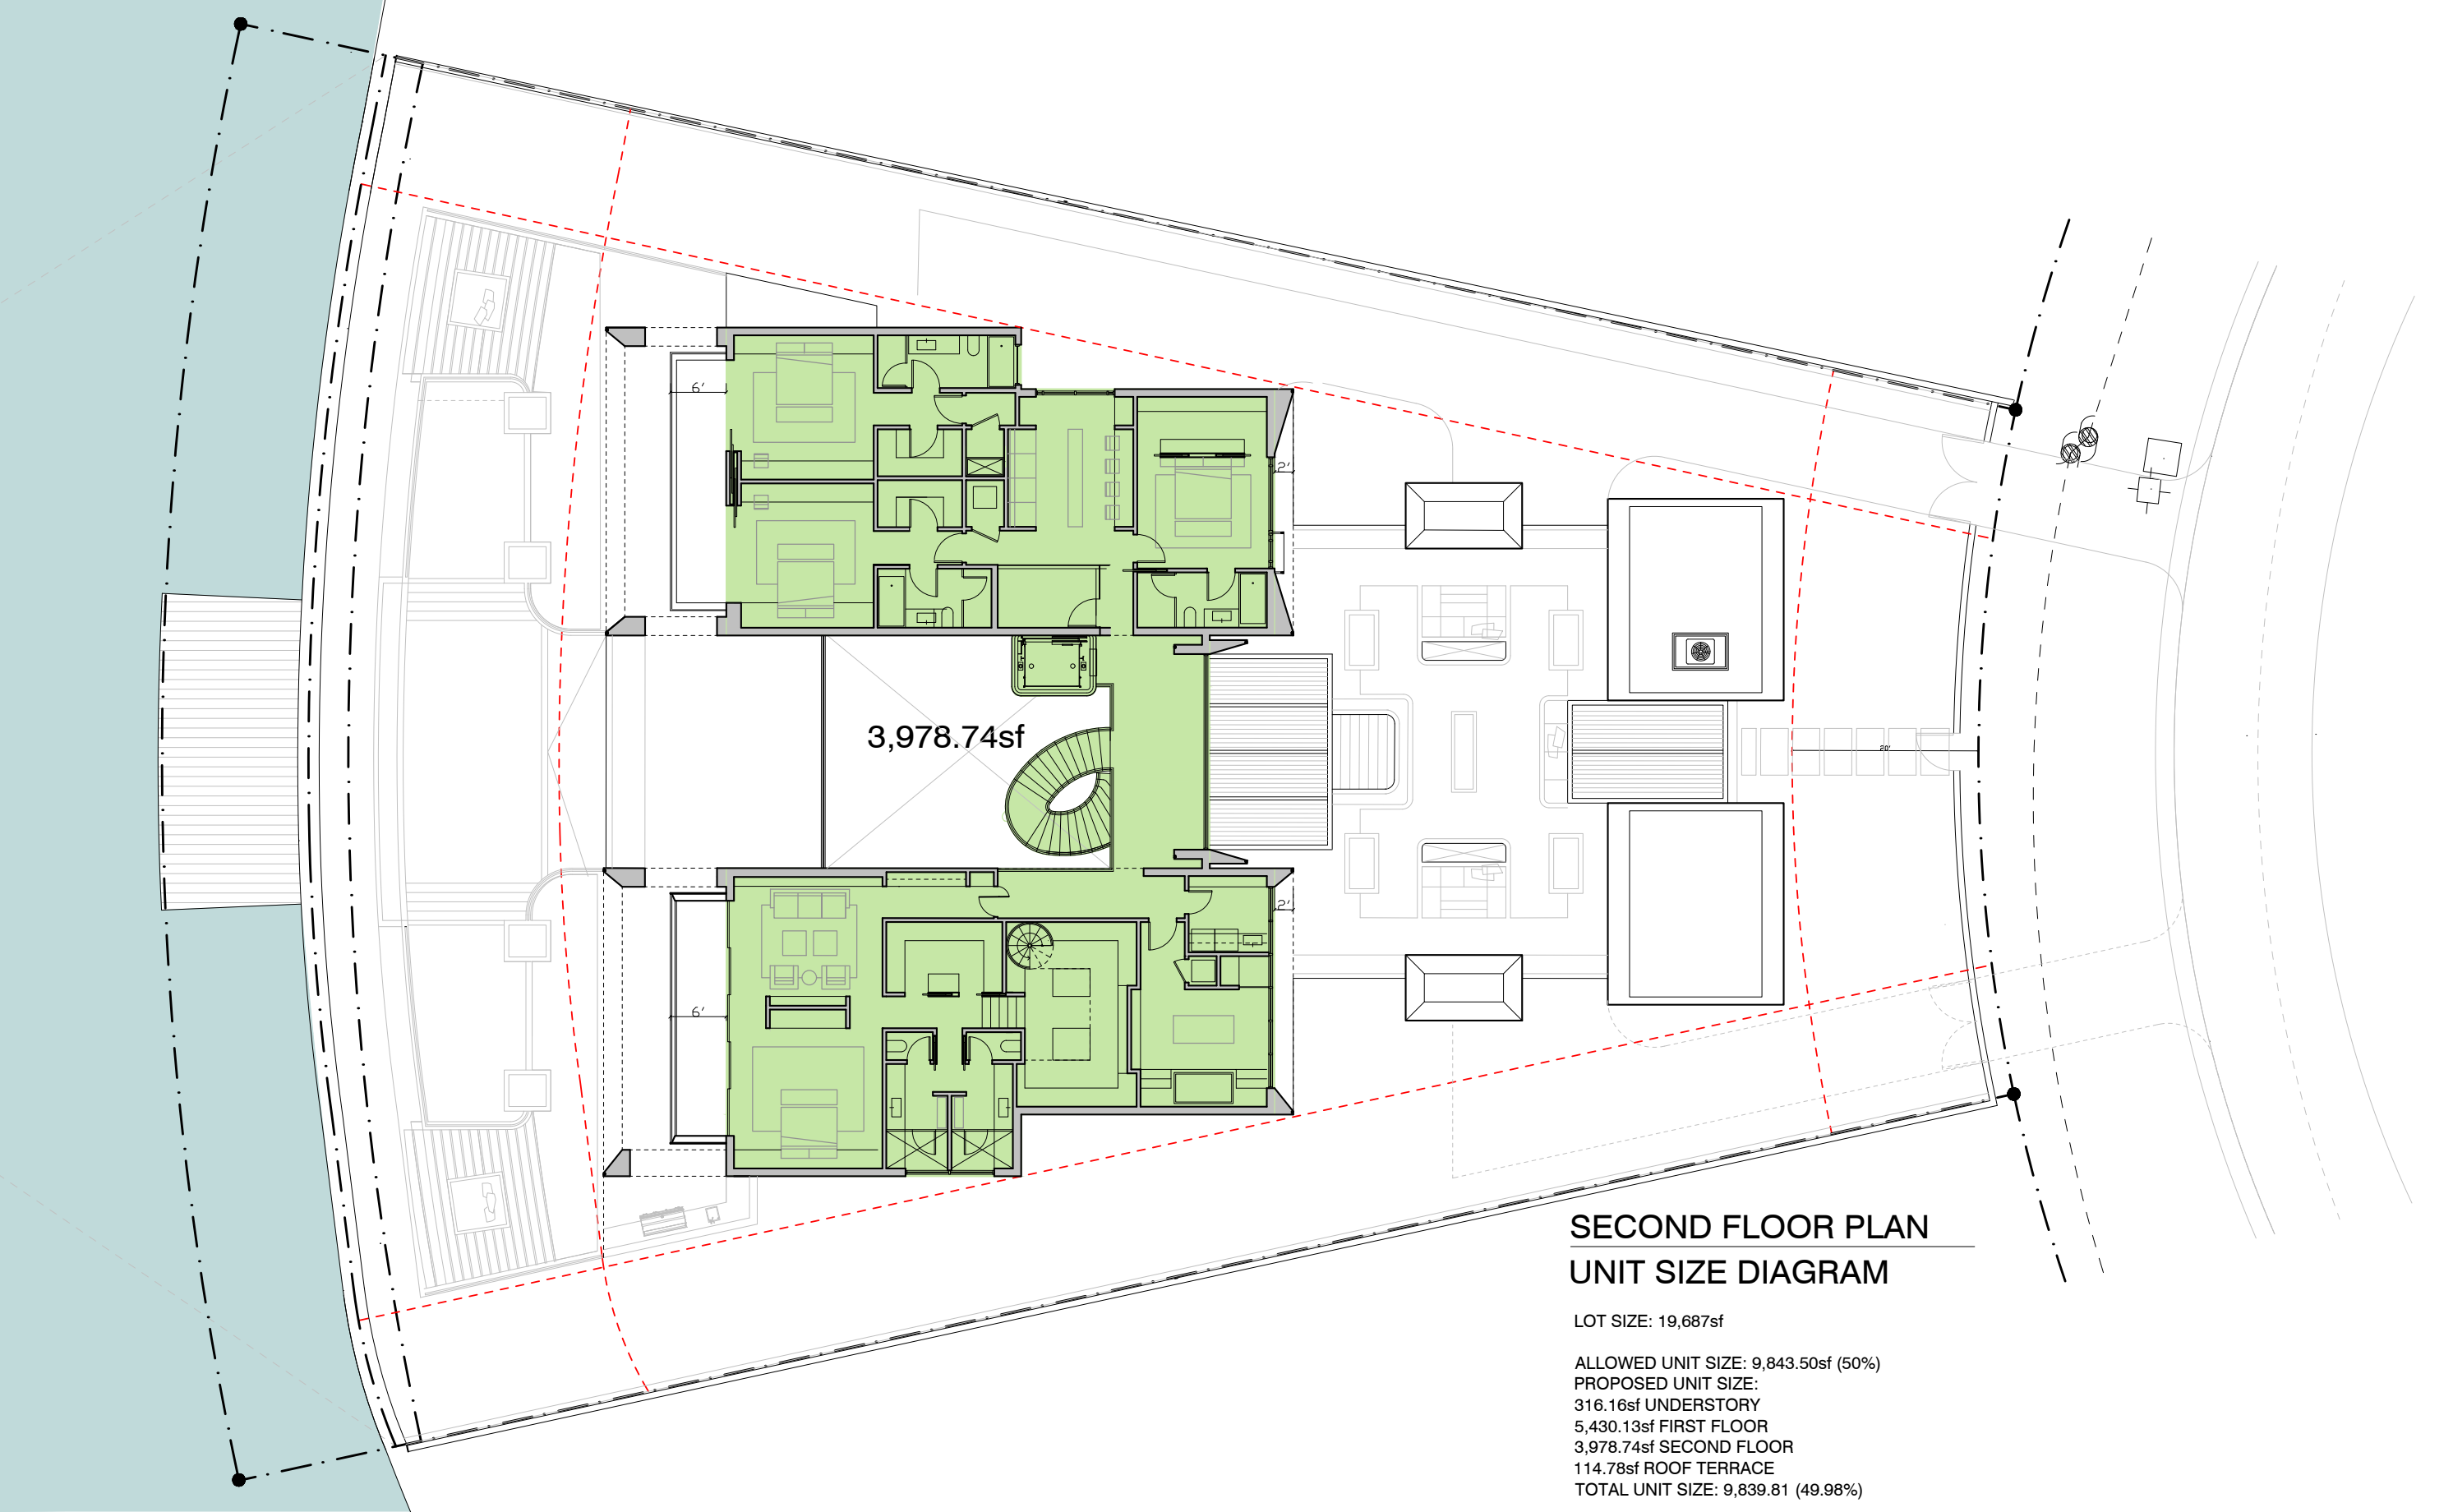 6'
2'
3,978.74sf
20'
2'
6'
SECOND FLOOR PLAN
UNIT SIZE DIAGRAM
LOT SIZE: 19,687sf
ALLOWED UNIT SIZE: 9,843.50sf (50%)
PROPOSED UNIT SIZE:
316.16sf UNDERSTORY
5,430.13sf FIRST FLOOR
3,978.74sf SECOND FLOOR
114.78sf ROOF TERRACE
TOTAL UNIT SIZE: 9,839.81 (49.98%)